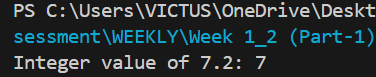 PS C:\Users\VICTUS\OneDrive\Deskt
sessment\WEEKLY\Week 1_2 (Part-1)
Integer value of 7.2: 7